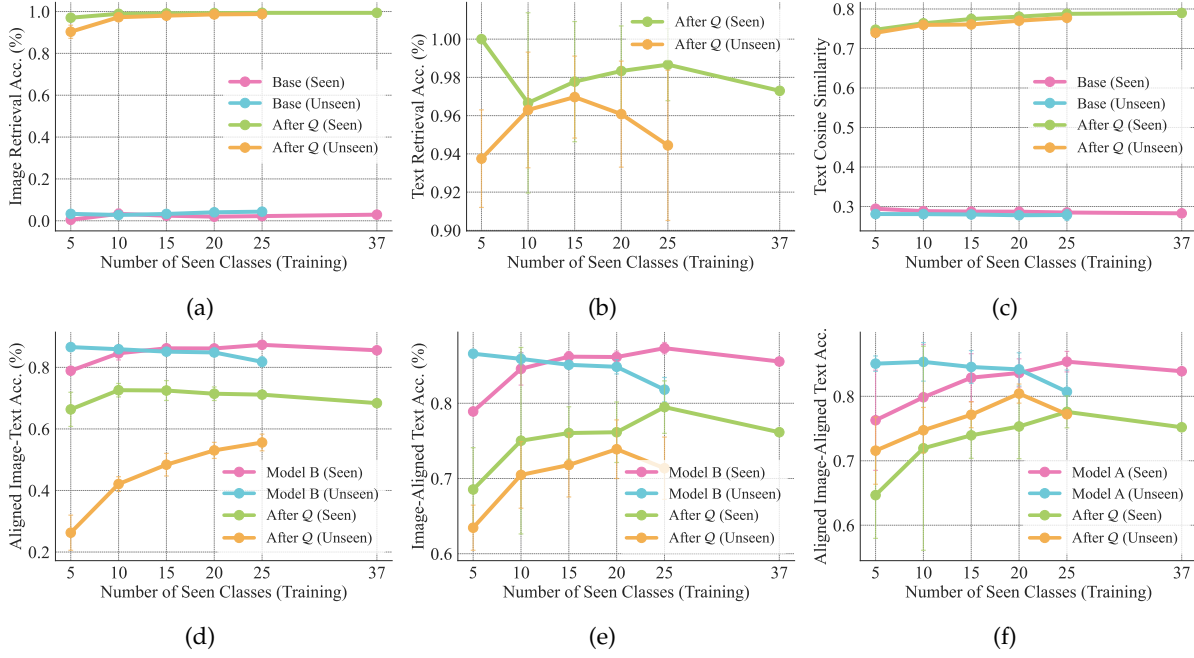 Image Retrieval Acc. (%)
1.0
0.8
0.6
0.4
0.2
0.0
Base (Seen)
Base (Unseen)
After Q (Seen)
After Q (Unseen)
5 10 15 20 25 37
Number of Seen Classes (Training)
(a)
Text Retrieval Acc. (%)
1.00
0.98
0.96
0.94
0.92
0.90
After Q (Seen)
After Q (Unseen)
5 10 15 20 25 37
Number of Seen Classes (Training)
(b)
Text Cosine Similarity
0.8
0.7
0.6
0.5
0.4
0.3
Base (Seen)
Base (Unseen)
After Q (Seen)
After Q (Unseen)
5 10 15 20 25 37
Number of Seen Classes (Training)
(c)
Aligned Image-Text Acc. (%)
0.8
0.6
0.4
0.2
Model B (Seen)
Model B (Unseen)
After Q (Seen)
After Q (Unseen)
5 10 15 20 25 37
Number of Seen Classes (Training)
(d)
Image-Aligned Text Acc. (%)
0.8
0.7
0.6
Model B (Seen)
Model B (Unseen)
After Q (Seen)
After Q (Unseen)
5 10 15 20 25 37
Number of Seen Classes (Training)
(e)
Aligned Image-Aligned Text Acc.
0.8
0.7
0.6
Model A (Seen)
Model A (Unseen)
After Q (Seen)
After Q (Unseen)
5 10 15 20 25 37
Number of Seen Classes (Training)
(f)